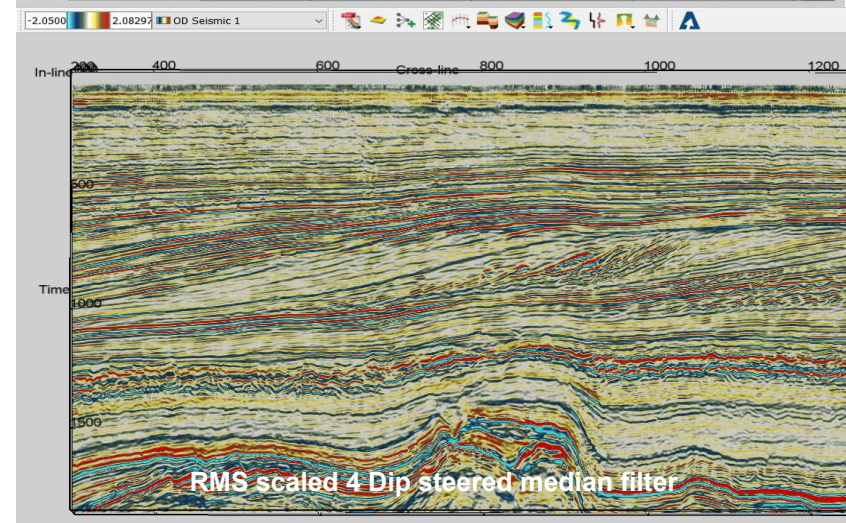 -2.0500 2.08297 OD Seismic 1
In-line 200 400 600 Cross-line 800 1000 1200
500
Time
1000
1500
RMS scaled 4 Dip steered median filter